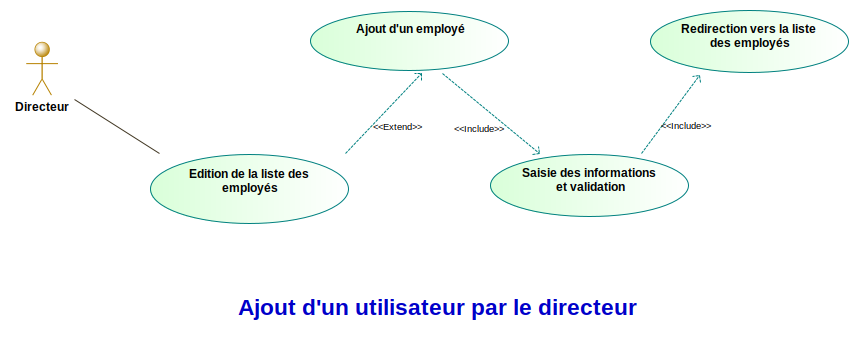 Ajout d'un employé
Redirection vers la liste
des employés
Directeur
<<Extend>>
<<Include>>
<<Include>>
Edition de la liste des
employés
Saisie des informations
et validation
Ajout d'un utilisateur par le directeur